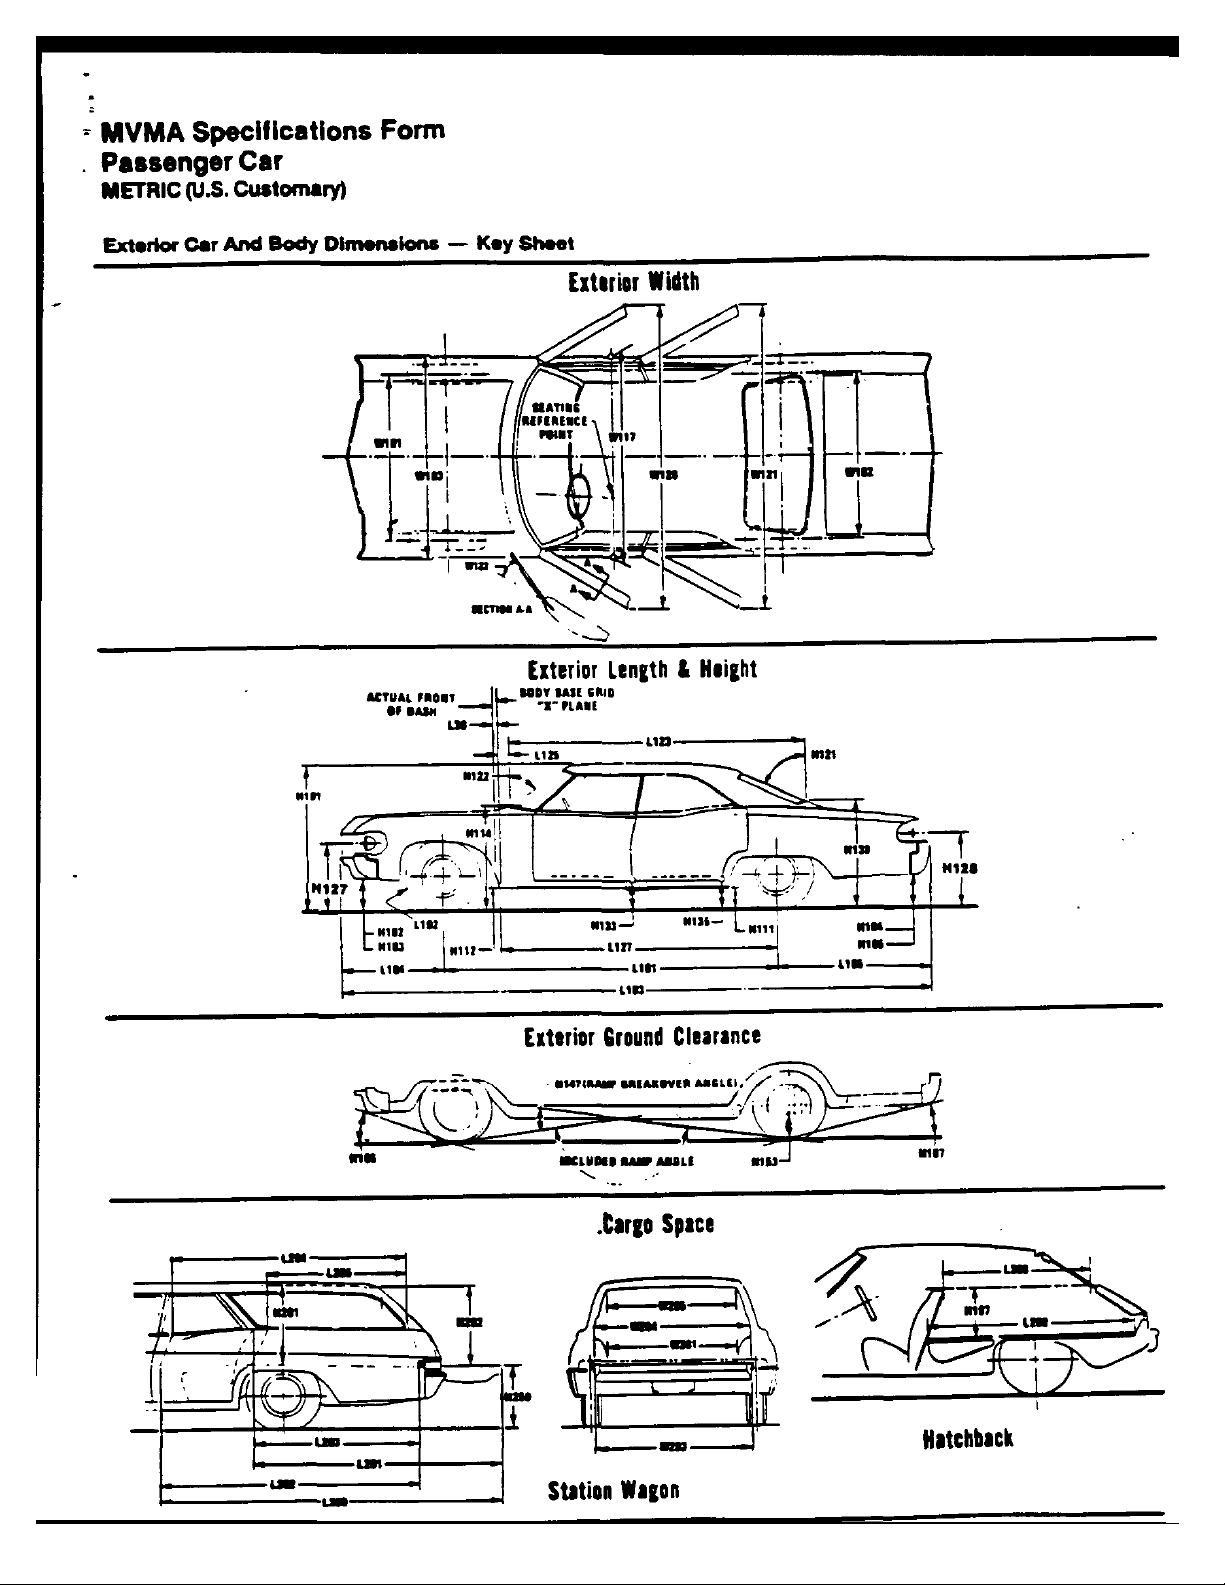 MVMA Specifications Form
Passenger Car
METRIC (U.S. Customary)
Exterior Car And Body Dimensions — Key Sheet
Exterior Width
SEATING
REFERENCE
POINT
W101
W103
W117
W120
W121
W102
W122
SECTION A-A
A
A
Exterior Length & Height
ACTUAL FRONT
OF DASH
BODY BASE GRID
"X" PLANE
L30
L123
L125
H121
H122
H101
H114
H138
H127
H128
L102
H102
H103
H112
H133
H135
H111
H104
H105
L127
L104
L101
L105
L103
Exterior Ground Clearance
H147 (RAMP BREAKOVER ANGLE)
H106
INCLUDED RAMP ANGLE
H153
H107
Cargo Space
L204
L205
H201
H202
H250
L203
L201
L202
L200
W205
W204
W201
W203
Station Wagon
L209
H197
L208
Hatchback